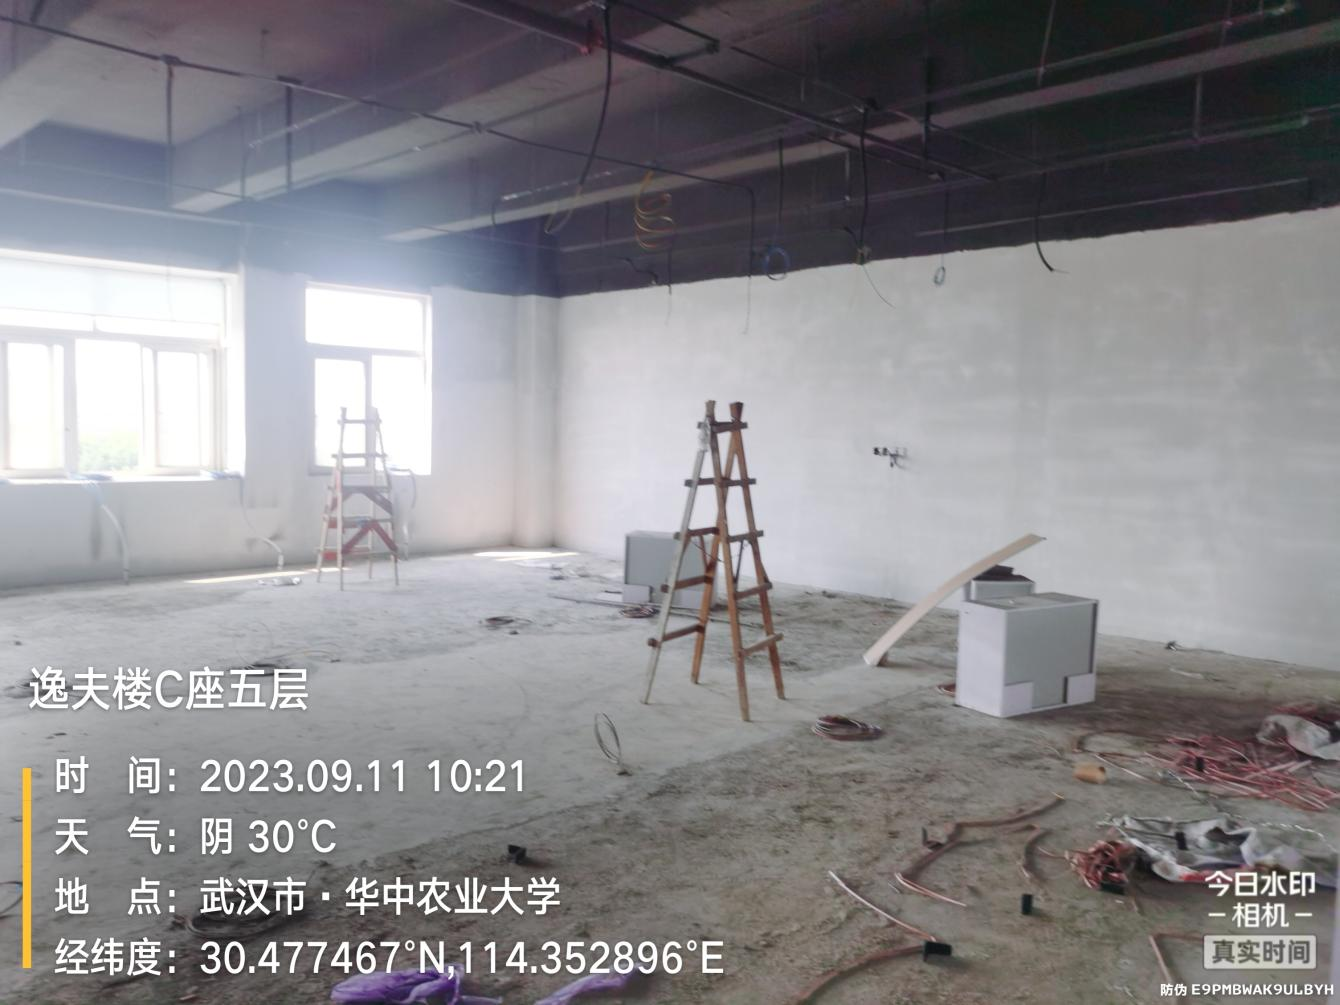 逸夫楼C座五层
时 间：2023.09.11 10:21
天 气：阴 30°C
地 点：武汉市·华中农业大学
经纬度：30.477467°N,114.352896°E
今日水印
-相机-
真实时间
防伪 E9PMBWAK9ULBYH